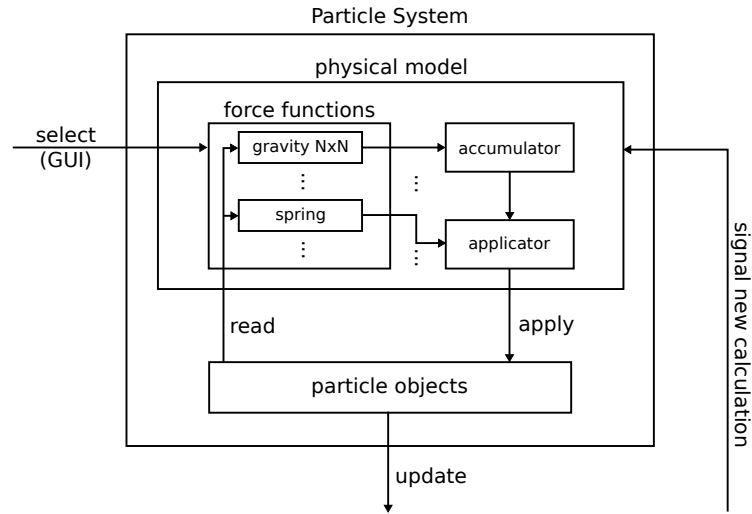 Particle System
physical model
force functions
select
(GUI)
gravity NxN
accumulator
⋮
⋮
spring
applicator
⋮
⋮
read
apply
signal new calculation
particle objects
update